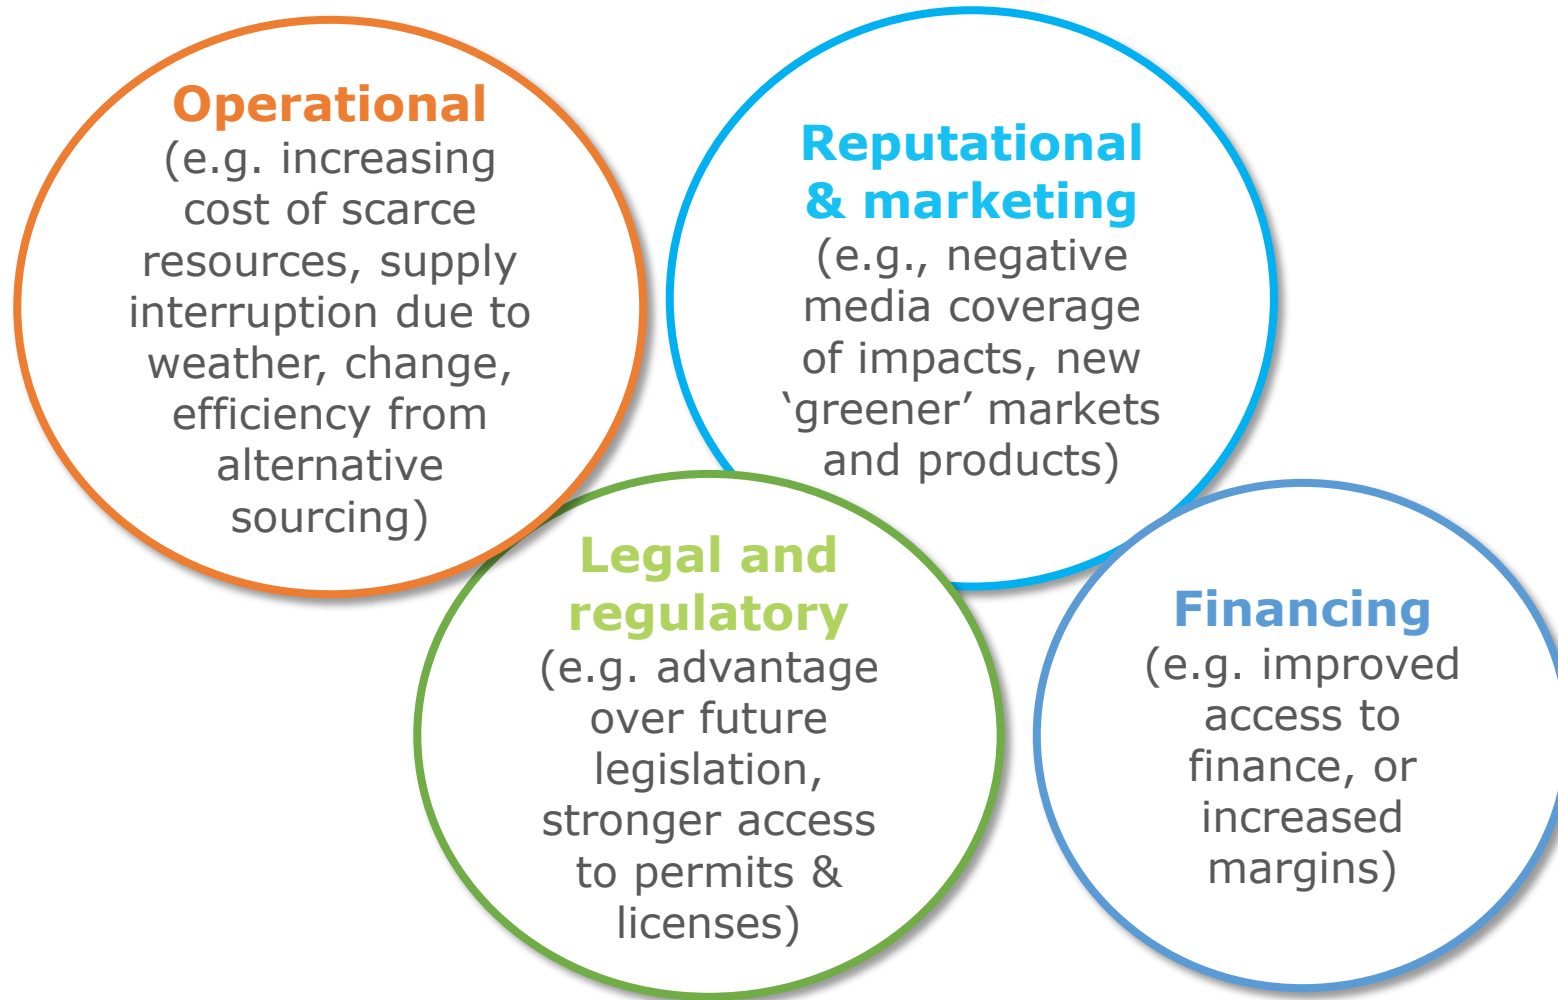 Operational
(e.g. increasing
cost of scarce
resources, supply
interruption due to
weather, change,
efficiency from
alternative
sourcing)
Reputational
& marketing
(e.g., negative
media coverage
of impacts, new
‘greener’ markets
and products)
Legal and
regulatory
(e.g. advantage
over future
legislation,
stronger access
to permits &
licenses)
Financing
(e.g. improved
access to
finance, or
increased
margins)